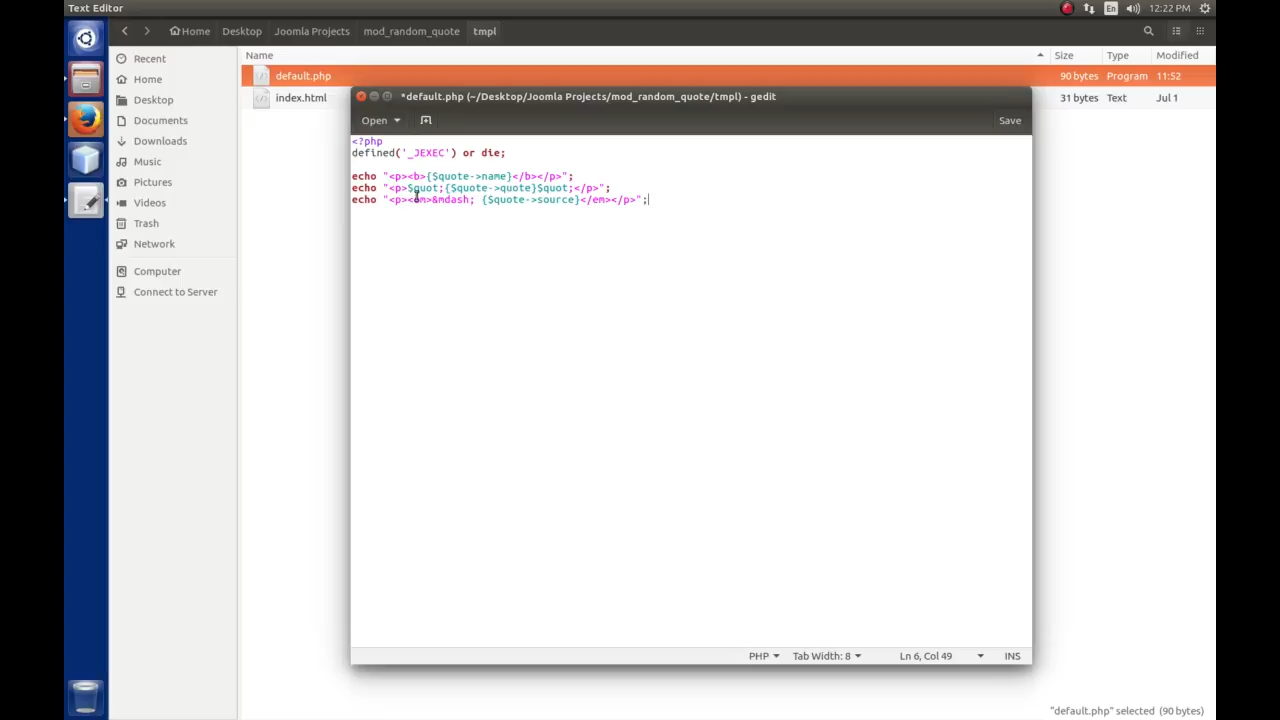 Text Editor
En
12:22 PM
Home
Desktop
Joomla Projects
mod_random_quote
tmpl
Recent
Home
Desktop
Documents
Downloads
Music
Pictures
Videos
Trash
Network
Computer
Connect to Server
Name
Size
Type
Modified
default.php
90 bytes
Program
11:52
index.html
31 bytes
Text
Jul 1
*default.php (~/Desktop/Joomla Projects/mod_random_quote/tmpl) - gedit
Open
Save
<?php
defined('_JEXEC') or die;
echo "<p><b>{$quote->name}</b></p>";
echo "<p>$quot;{$quote->quote}$quot;</p>";
echo "<p><em>&mdash; {$quote->source}</em></p>";
PHP
Tab Width: 8
Ln 6, Col 49
INS
"default.php" selected (90 bytes)